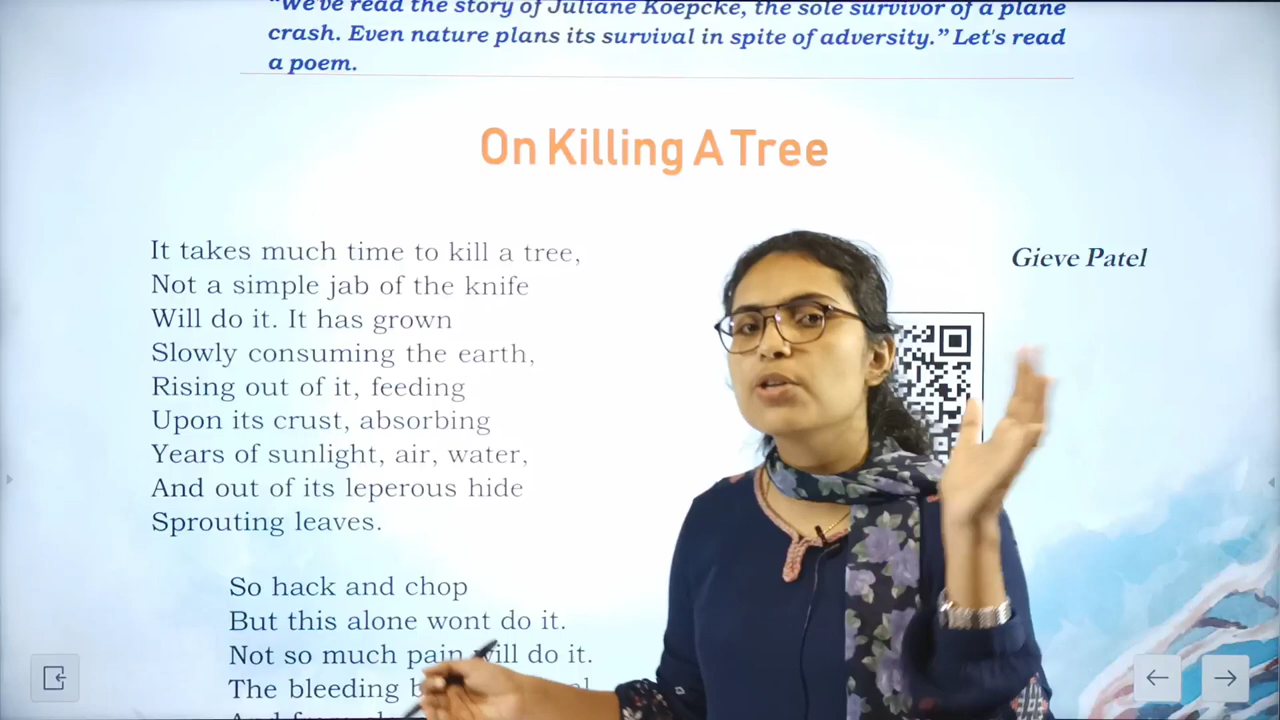 "We've read the story of Juliane Koepcke, the sole survivor of a plane
crash. Even nature plans its survival in spite of adversity." Let's read
a poem.
On Killing A Tree
Gieve Patel
It takes much time to kill a tree,
Not a simple jab of the knife
Will do it. It has grown
Slowly consuming the earth,
Rising out of it, feeding
Upon its crust, absorbing
Years of sunlight, air, water,
And out of its leperous hide
Sprouting leaves.
So hack and chop
But this alone wont do it.
Not so much pain will do it.
The bleeding